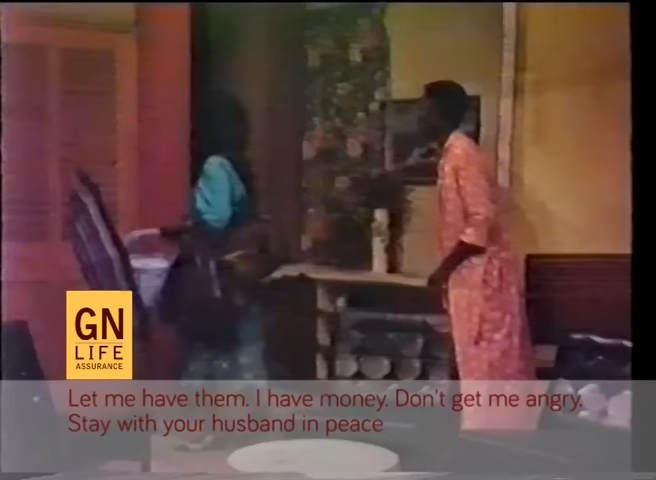 GN
LIFE
ASSURANCE
Let me have them. I have money. Don't get me angry.
Stay with your husband in peace